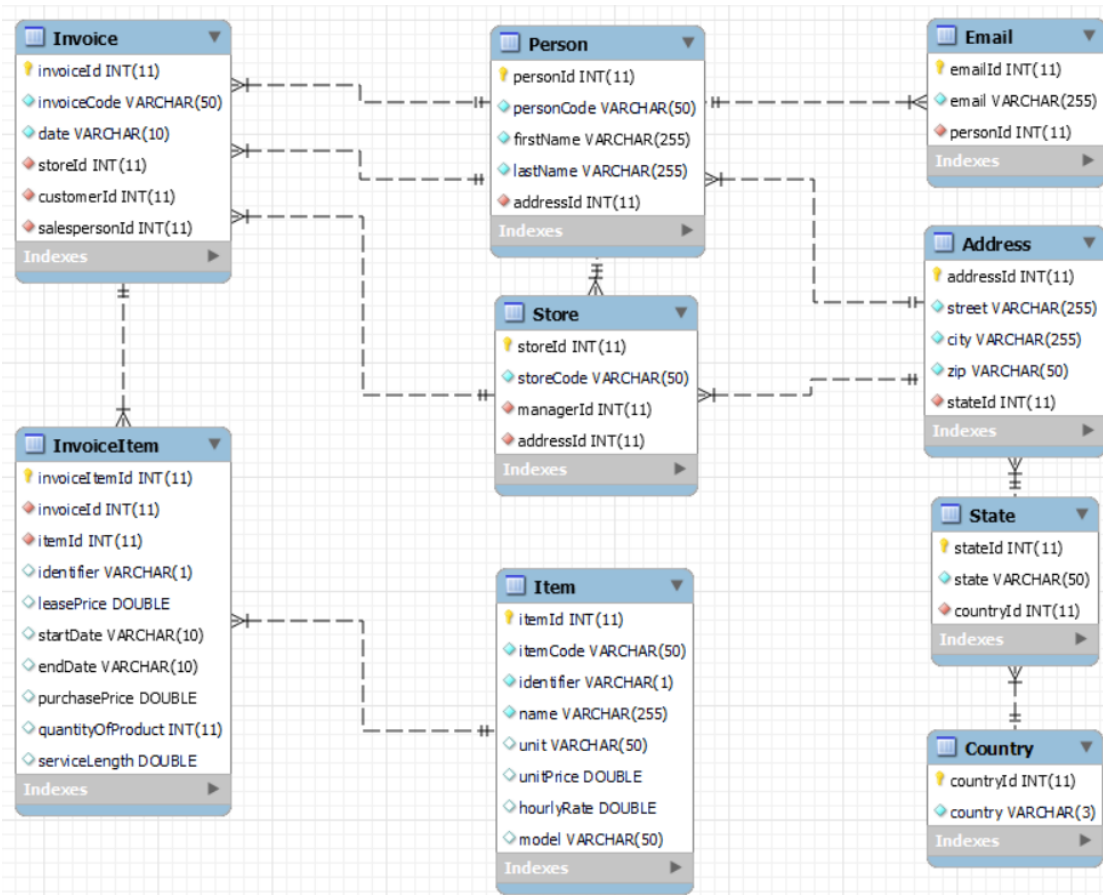 Invoice
invoiceId INT(11)
invoiceCode VARCHAR(50)
date VARCHAR(10)
storeId INT(11)
customerId INT(11)
salespersonId INT(11)
Indexes
Person
personId INT(11)
personCode VARCHAR(50)
firstName VARCHAR(255)
lastName VARCHAR(255)
addressId INT(11)
Indexes
Email
emailId INT(11)
email VARCHAR(255)
personId INT(11)
Indexes
Address
addressId INT(11)
street VARCHAR(255)
city VARCHAR(255)
zip VARCHAR(50)
stateId INT(11)
Indexes
Store
storeId INT(11)
storeCode VARCHAR(50)
managerId INT(11)
addressId INT(11)
Indexes
InvoiceItem
invoiceItemId INT(11)
invoiceId INT(11)
itemId INT(11)
identifier VARCHAR(1)
leasePrice DOUBLE
startDate VARCHAR(10)
endDate VARCHAR(10)
purchasePrice DOUBLE
quantityOfProduct INT(11)
serviceLength DOUBLE
Indexes
Item
itemId INT(11)
itemCode VARCHAR(50)
identifier VARCHAR(1)
name VARCHAR(255)
unit VARCHAR(50)
unitPrice DOUBLE
hourlyRate DOUBLE
model VARCHAR(50)
Indexes
State
stateId INT(11)
state VARCHAR(50)
countryId INT(11)
Indexes
Country
countryId INT(11)
country VARCHAR(3)
Indexes